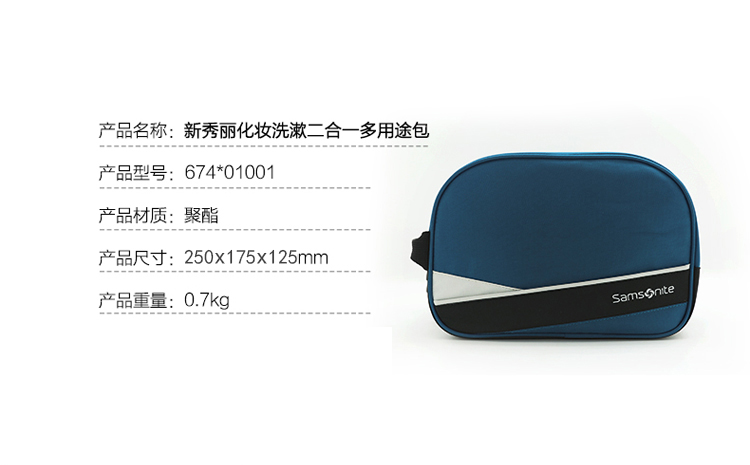 产品名称：新秀丽化妆洗漱二合一多用途包
产品型号：674*01001
产品材质：聚酯
产品尺寸：250x175x125mm
产品重量：0.7kg
Samsonite